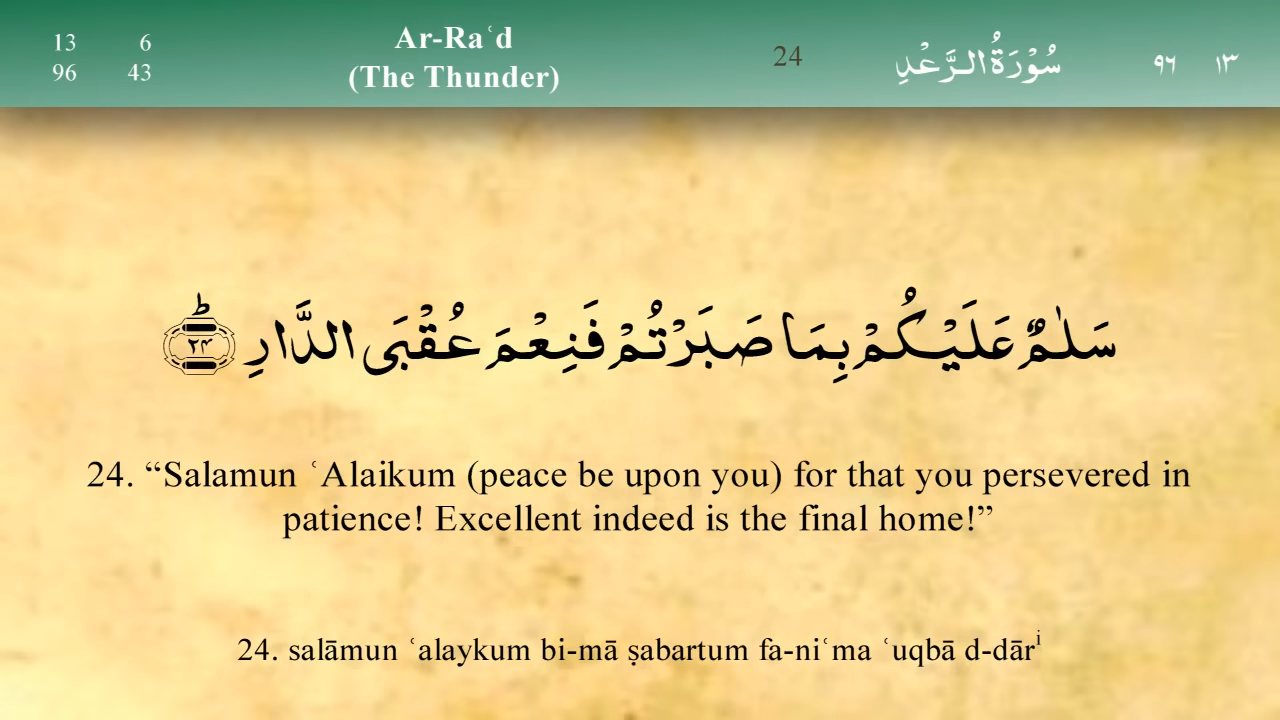 13 6
96 43
Ar-Raʿd
(The Thunder)
24
سُوْرَةُ الرَّعْدِ
٩٦ ١٣
سَلٰمٌ عَلَيْكُمْ بِمَا صَبَرْتُمْ فَنِعْمَ عُقْبَى الدَّارِ ۝٢٤ؕ
24. “Salamun ʿAlaikum (peace be upon you) for that you persevered in
patience! Excellent indeed is the final home!”
24. salāmun ʿalaykum bi-mā ṣabartum fa-niʿma ʿuqbā d-dārⁱ